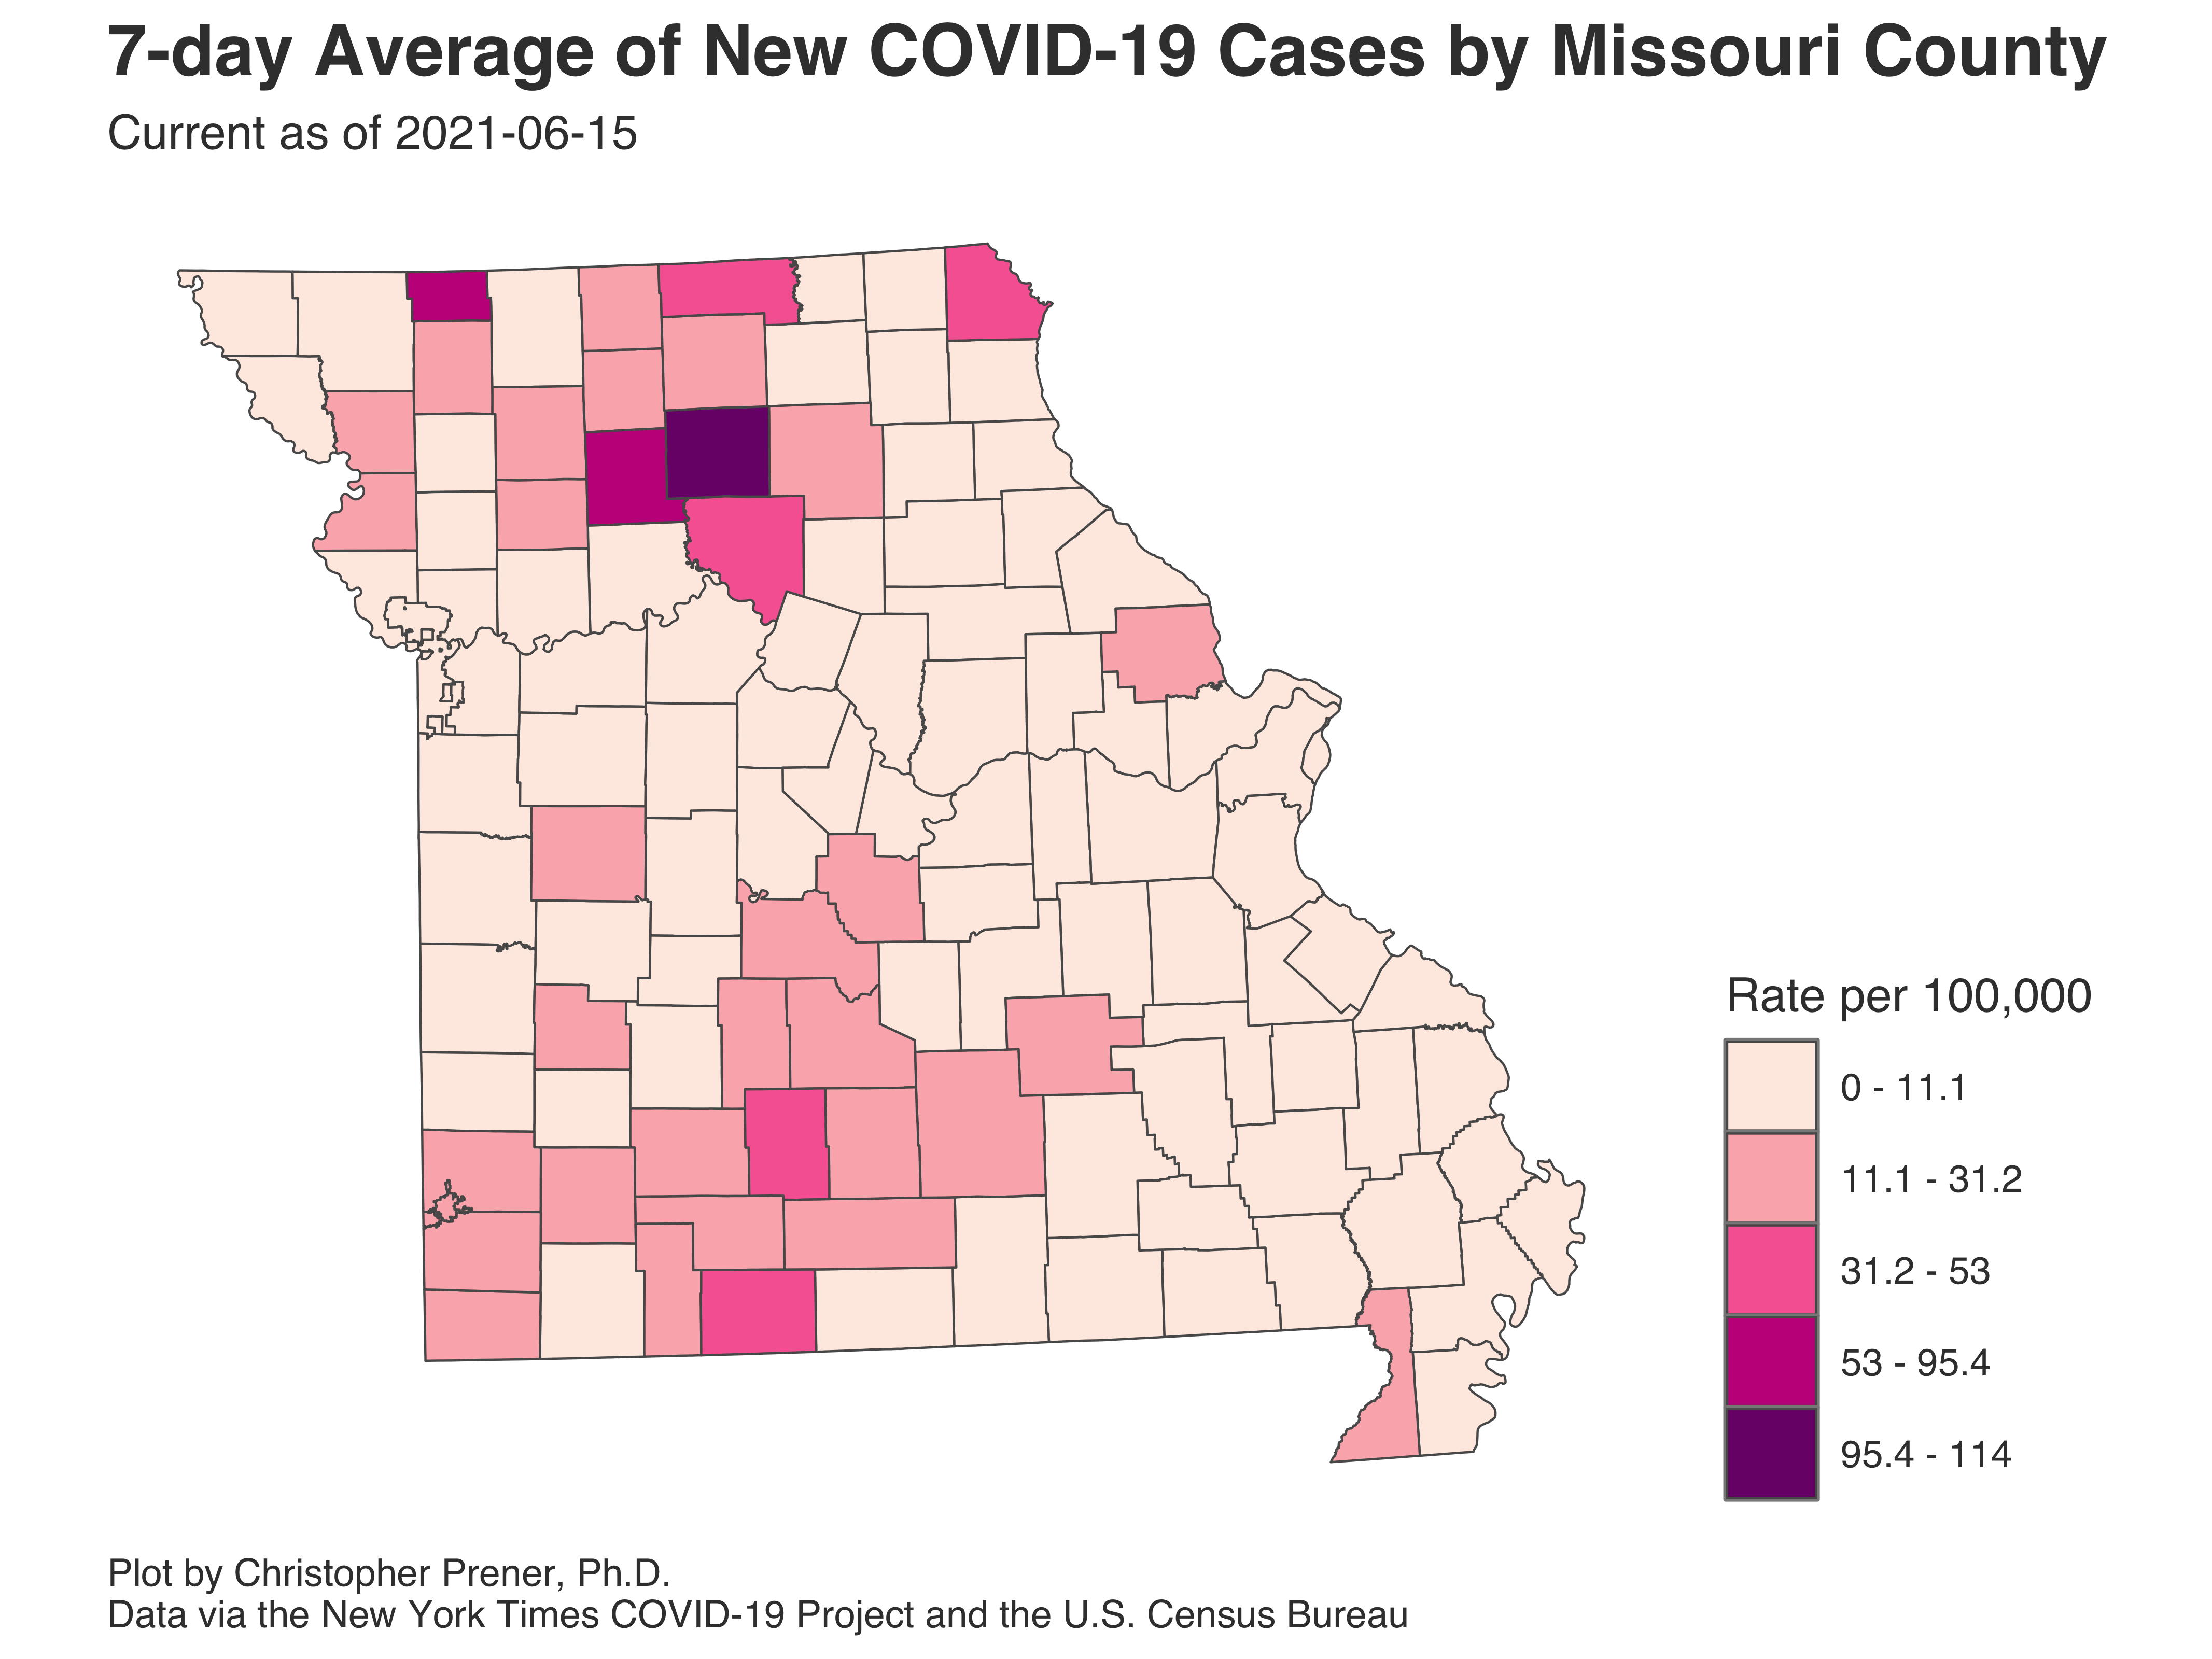 7-day Average of New COVID-19 Cases by Missouri County
Current as of 2021-06-15
Rate per 100,000
0 - 11.1
11.1 - 31.2
31.2 - 53
53 - 95.4
95.4 - 114
Plot by Christopher Prener, Ph.D.
Data via the New York Times COVID-19 Project and the U.S. Census Bureau